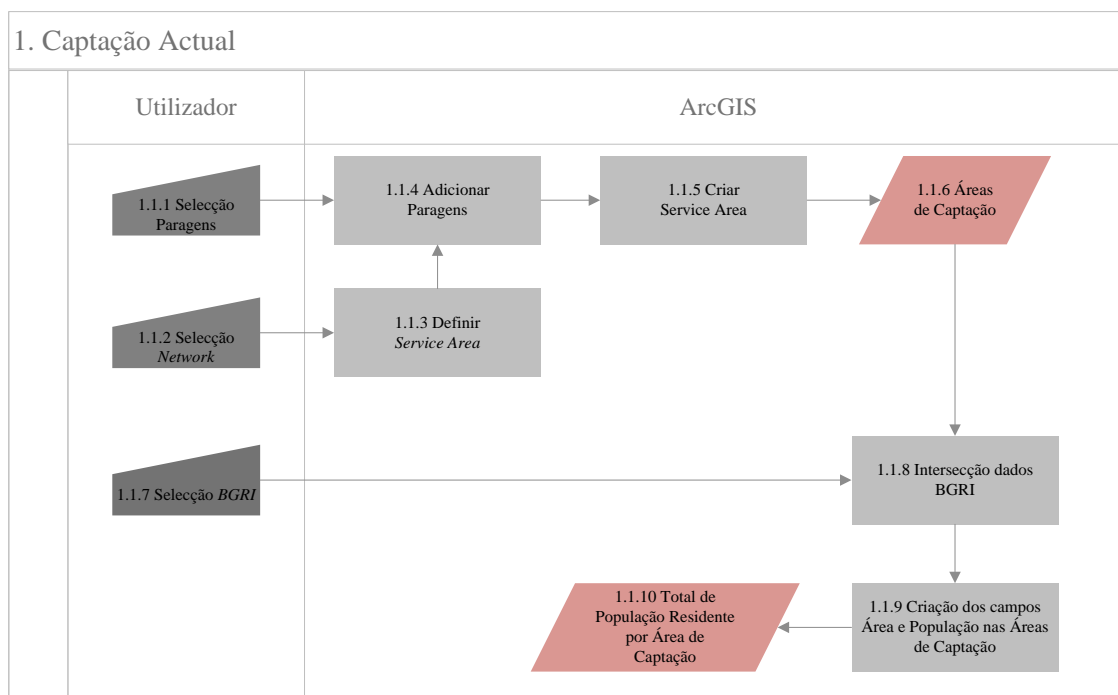 1. Captação Actual
Utilizador
ArcGIS
1.1.1 Selecção
Paragens
1.1.4 Adicionar
Paragens
1.1.5 Criar
Service Area
1.1.6 Áreas
de Captação
1.1.2 Selecção
Network
1.1.3 Definir
Service Area
1.1.7 Selecção BGRI
1.1.8 Intersecção dados
BGRI
1.1.10 Total de
População Residente
por Área de
Captação
1.1.9 Criação dos campos
Área e População nas Áreas
de Captação